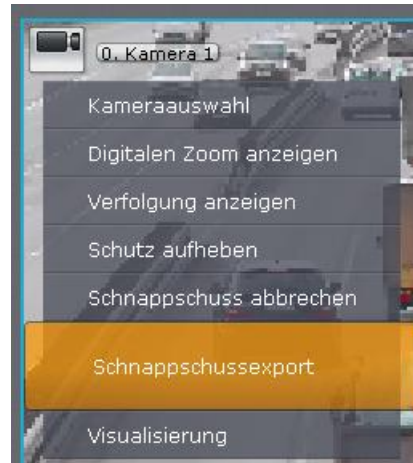 0. Kamera 1
Kameraauswahl
Digitalen Zoom anzeigen
Verfolgung anzeigen
Schutz aufheben
Schnappschuss abbrechen
Schnappschussexport
Visualisierung